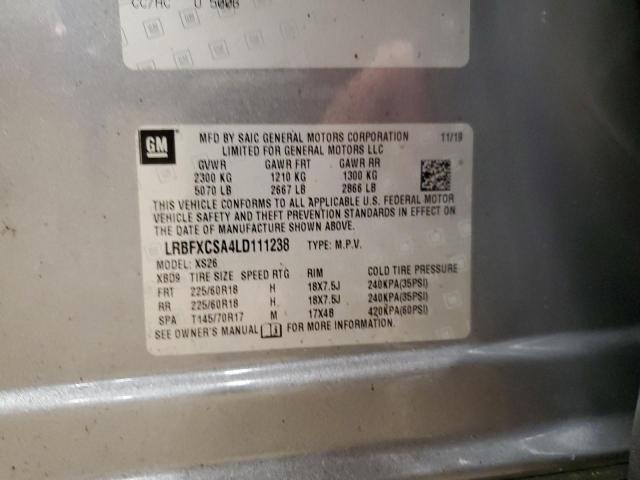 CC/HC U 5008
GM
MFD BY SAIC GENERAL MOTORS CORPORATION 11/19
LIMITED FOR GENERAL MOTORS LLC
GVWR GAWR FRT GAWR RR
2300 KG 1210 KG 1300 KG
5070 LB 2667 LB 2866 LB
THIS VEHICLE CONFORMS TO ALL APPLICABLE U.S. FEDERAL MOTOR
VEHICLE SAFETY AND THEFT PREVENTION STANDARDS IN EFFECT ON
THE DATE OF MANUFACTURE SHOWN ABOVE.
LRBFXCSA4LD111238 TYPE: M.P.V.
MODEL: XS26
XBD9 TIRE SIZE SPEED RTG RIM COLD TIRE PRESSURE
FRT 225/60R18 H 18X7.5J 240KPA(35PSI)
RR 225/60R18 H 18X7.5J 240KPA(35PSI)
SPA T145/70R17 M 17X4B 420KPA(60PSI)
SEE OWNER'S MANUAL FOR MORE INFORMATION.